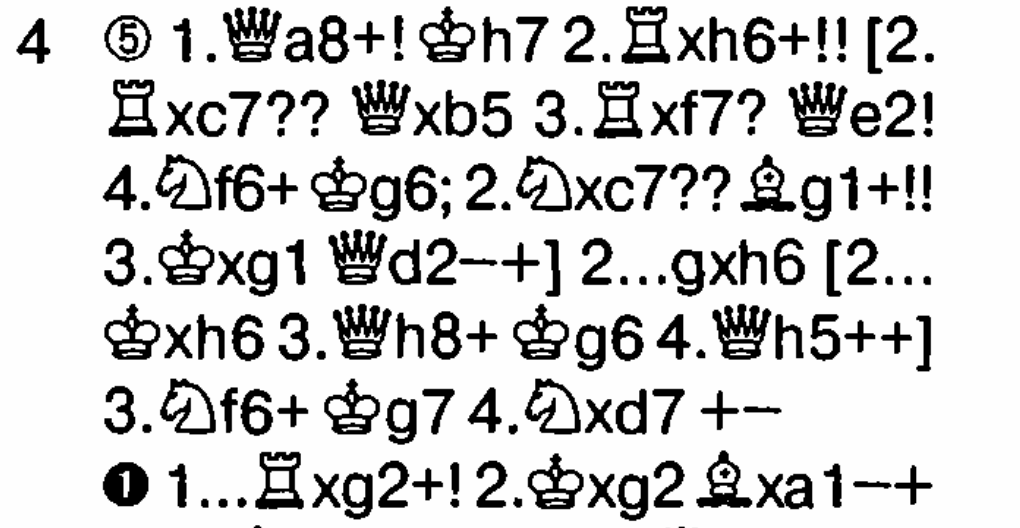 4 ⑤ 1.♕a8+! ♔h7 2.♖xh6+!! [2.
♖xc7?? ♕xb5 3.♖xf7? ♕e2!
4.♘f6+ ♔g6; 2.♘xc7?? ♗g1+!!
3.♔xg1 ♕d2−+] 2...gxh6 [2...
♔xh6 3.♕h8+ ♔g6 4.♕h5++]
3.♘f6+ ♔g7 4.♘xd7 +−
❶ 1...♖xg2+! 2.♔xg2 ♗xa1−+